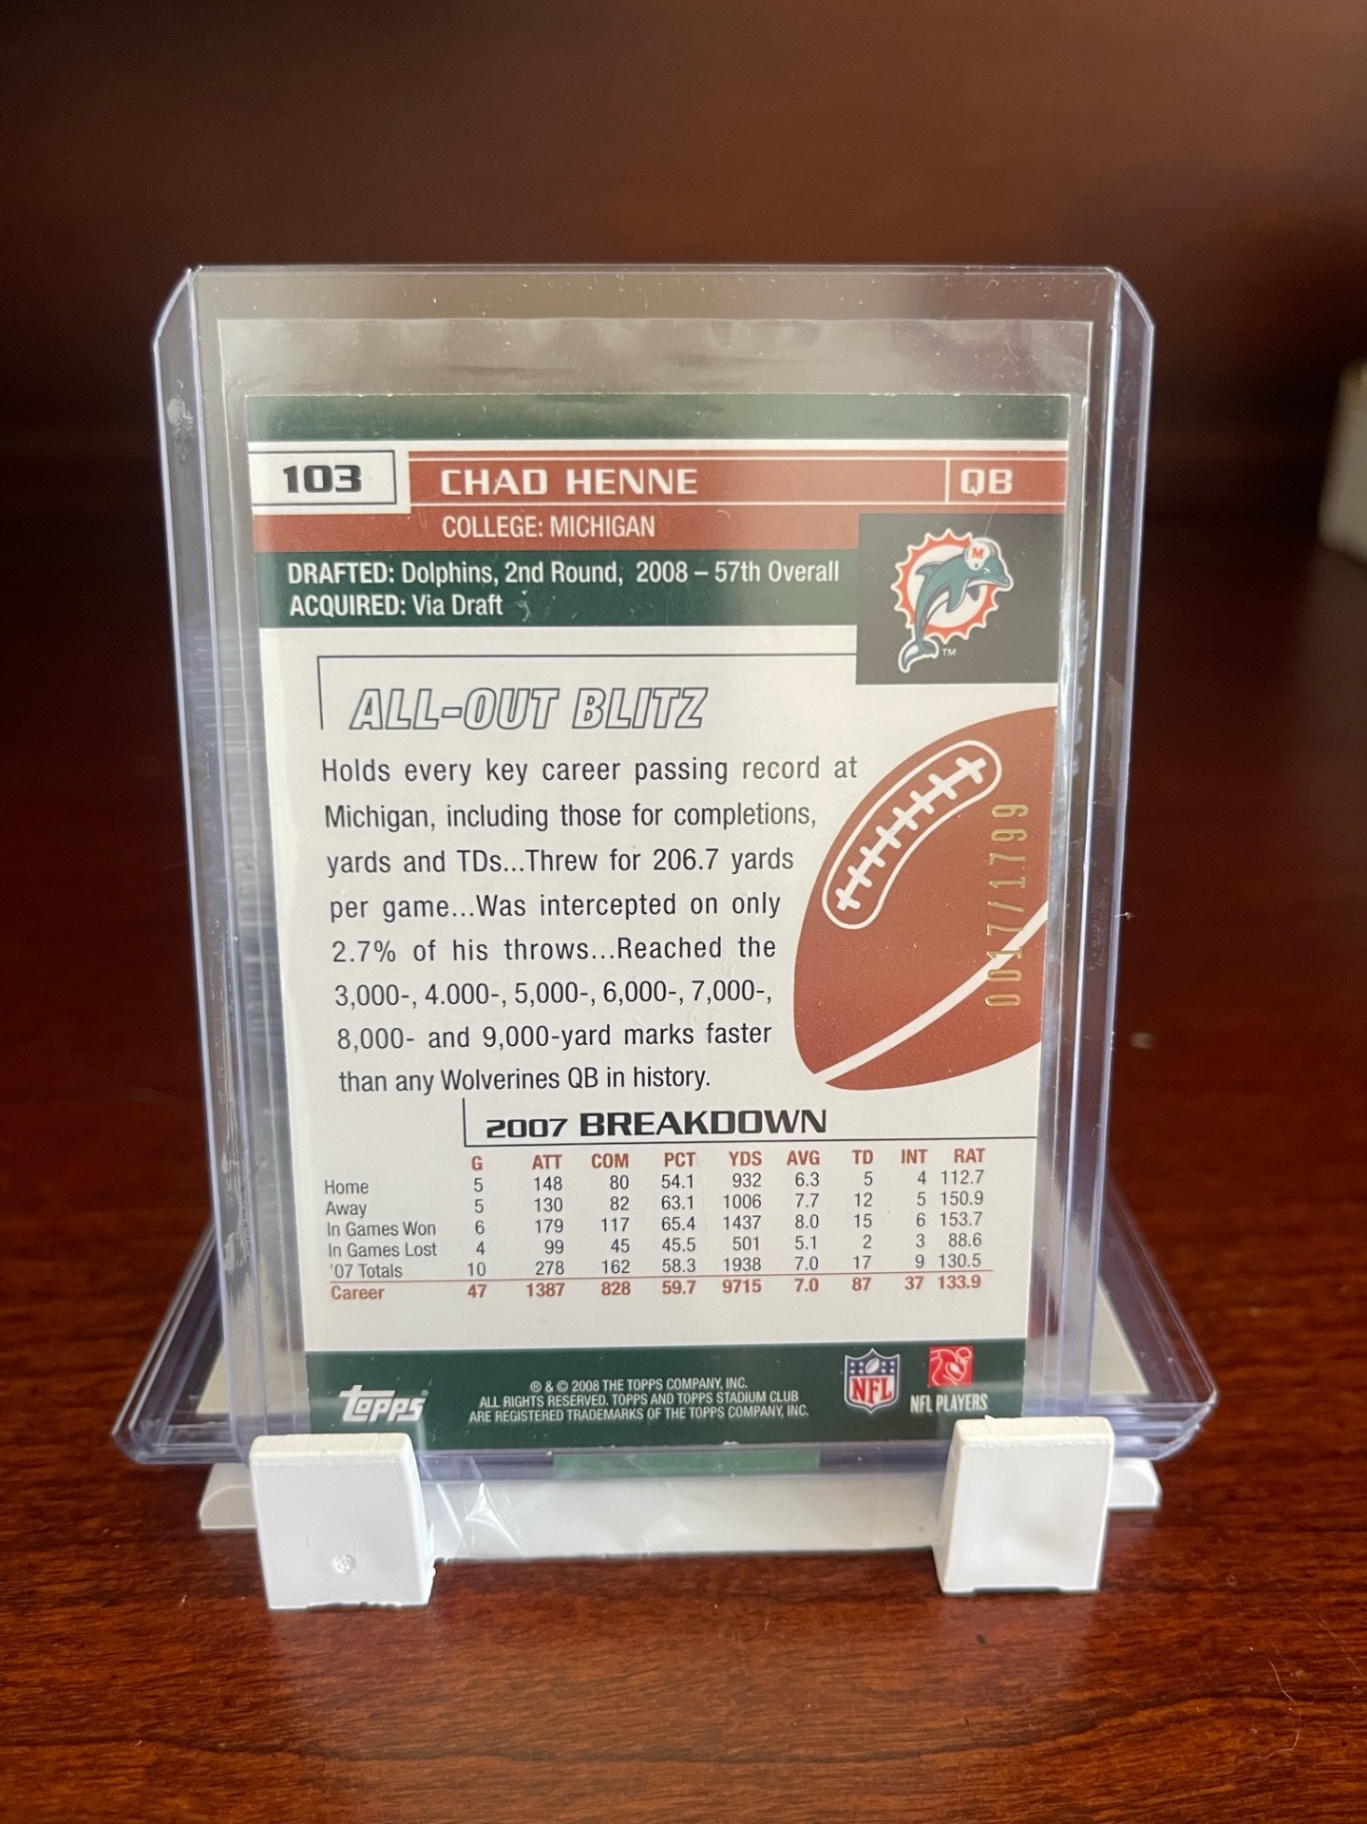 103
CHAD HENNE
QB
COLLEGE: MICHIGAN
DRAFTED: Dolphins, 2nd Round, 2008 – 57th Overall
ACQUIRED: Via Draft
M
TM
ALL-OUT BLITZ
Holds every key career passing record at
Michigan, including those for completions,
yards and TDs...Threw for 206.7 yards
per game...Was intercepted on only
2.7% of his throws...Reached the
3,000-, 4.000-, 5,000-, 6,000-, 7,000-,
8,000- and 9,000-yard marks faster
than any Wolverines QB in history.
0017/1799
2007 BREAKDOWN
G ATT COM PCT YDS AVG TD INT RAT
Home 5 148 80 54.1 932 6.3 5 4 112.7
Away 5 130 82 63.1 1006 7.7 12 5 150.9
In Games Won 6 179 117 65.4 1437 8.0 15 6 153.7
In Games Lost 4 99 45 45.5 501 5.1 2 3 88.6
'07 Totals 10 278 162 58.3 1938 7.0 17 9 130.5
Career 47 1387 828 59.7 9715 7.0 87 37 133.9
topps
® & © 2008 THE TOPPS COMPANY, INC.
ALL RIGHTS RESERVED. TOPPS AND TOPPS STADIUM CLUB
ARE REGISTERED TRADEMARKS OF THE TOPPS COMPANY, INC.
NFL
NFL PLAYERS